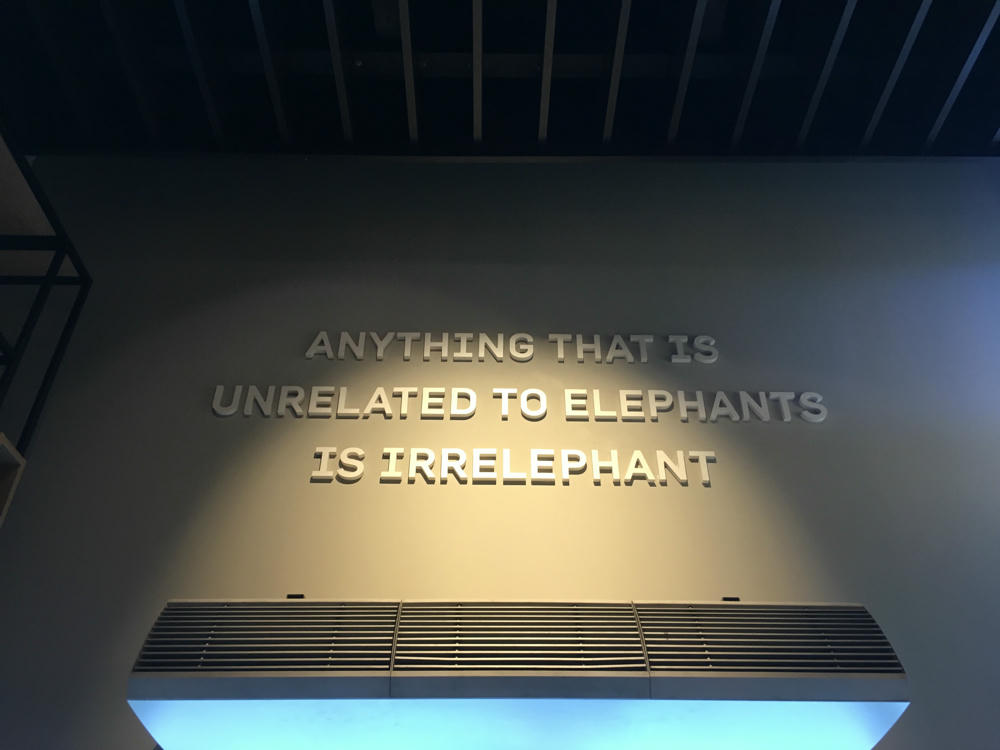 ANYTHING THAT IS
UNRELATED TO ELEPHANTS
IS IRRELEPHANT